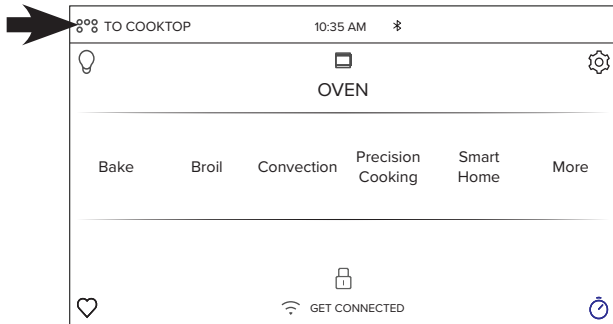 TO COOKTOP 10:35 AM
OVEN
Bake Broil Convection Precision Cooking Smart Home More
GET CONNECTED